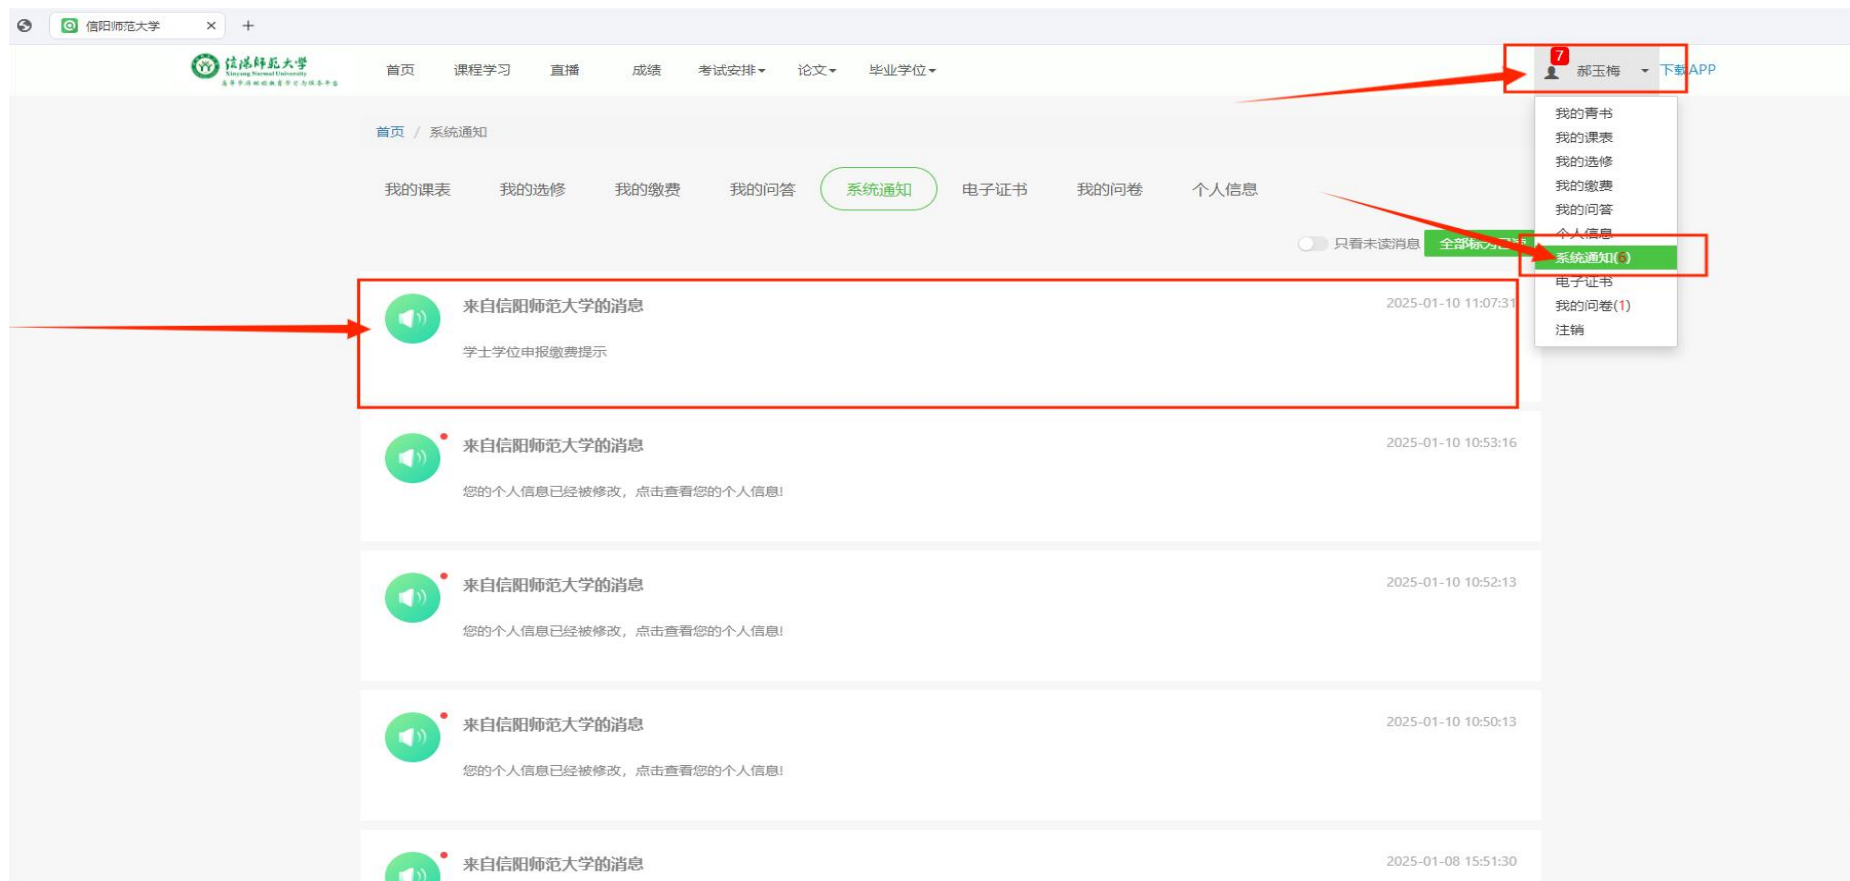 信阳师范大学
信阳师范大学
Xinyang Normal University
首页
课程学习
直播
成绩
考试安排
论文
毕业学位
7
郝玉梅
下载APP
首页 / 系统通知
我的课表
我的选修
我的缴费
我的问答
系统通知
电子证书
我的问卷
个人信息
只看未读消息
我的青书
我的课表
我的选修
我的缴费
我的问答
个人信息
系统通知(6)
电子证书
我的问卷(1)
注销
来自信阳师范大学的消息
2025-01-10 11:07:31
学士学位申报缴费提示
来自信阳师范大学的消息
2025-01-10 10:53:16
您的个人信息已经被修改，点击查看您的个人信息!
来自信阳师范大学的消息
2025-01-10 10:52:13
您的个人信息已经被修改，点击查看您的个人信息!
来自信阳师范大学的消息
2025-01-10 10:50:13
您的个人信息已经被修改，点击查看您的个人信息!
来自信阳师范大学的消息
2025-01-08 15:51:30